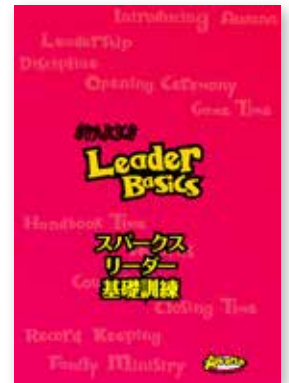 Introducing Awana
Leadership
Discipline
Opening Ceremony
Game Time
SPARKS
Leader
Basics
Handbook Time
スパークス
リーダー
基礎訓練
Closing Time
Record Keeping
Family Ministry